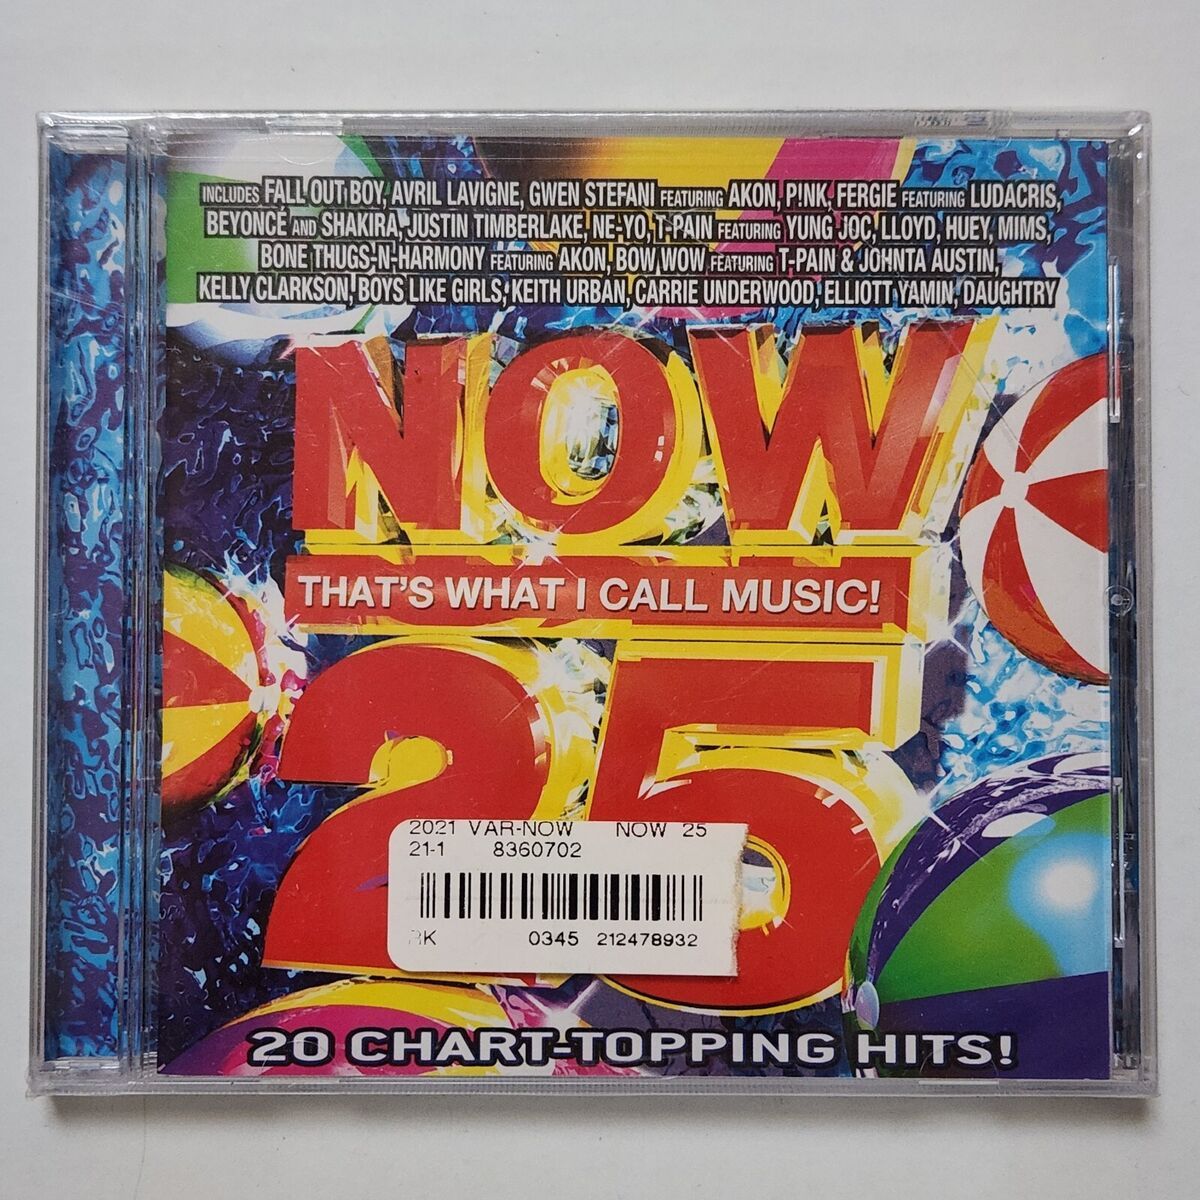 INCLUDES FALL OUT BOY, AVRIL LAVIGNE, GWEN STEFANI FEATURING AKON, P!NK, FERGIE FEATURING LUDACRIS,
BEYONCÉ AND SHAKIRA, JUSTIN TIMBERLAKE, NE-YO, T-PAIN FEATURING YUNG JOC, LLOYD, HUEY, MIMS,
BONE THUGS-N-HARMONY FEATURING AKON, BOW WOW FEATURING T-PAIN & JOHNTA AUSTIN,
KELLY CLARKSON, BOYS LIKE GIRLS, KEITH URBAN, CARRIE UNDERWOOD, ELLIOTT YAMIN, DAUGHTRY
NOW
THAT'S WHAT I CALL MUSIC!
25
2021 VAR-NOW NOW 25
21-1 8360702
0345 212478932
20 CHART-TOPPING HITS!